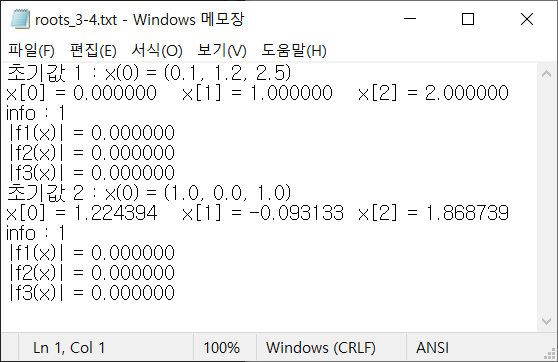 roots_3-4.txt - Windows 메모장
파일(F) 편집(E) 서식(O) 보기(V) 도움말(H)
초기값 1 : x(0) = (0.1, 1.2, 2.5)
x[0] = 0.000000 x[1] = 1.000000 x[2] = 2.000000
info : 1
|f1(x)| = 0.000000
|f2(x)| = 0.000000
|f3(x)| = 0.000000
초기값 2 : x(0) = (1.0, 0.0, 1.0)
x[0] = 1.224394 x[1] = -0.093133 x[2] = 1.868739
info : 1
|f1(x)| = 0.000000
|f2(x)| = 0.000000
|f3(x)| = 0.000000
Ln 1, Col 1 100% Windows (CRLF) ANSI